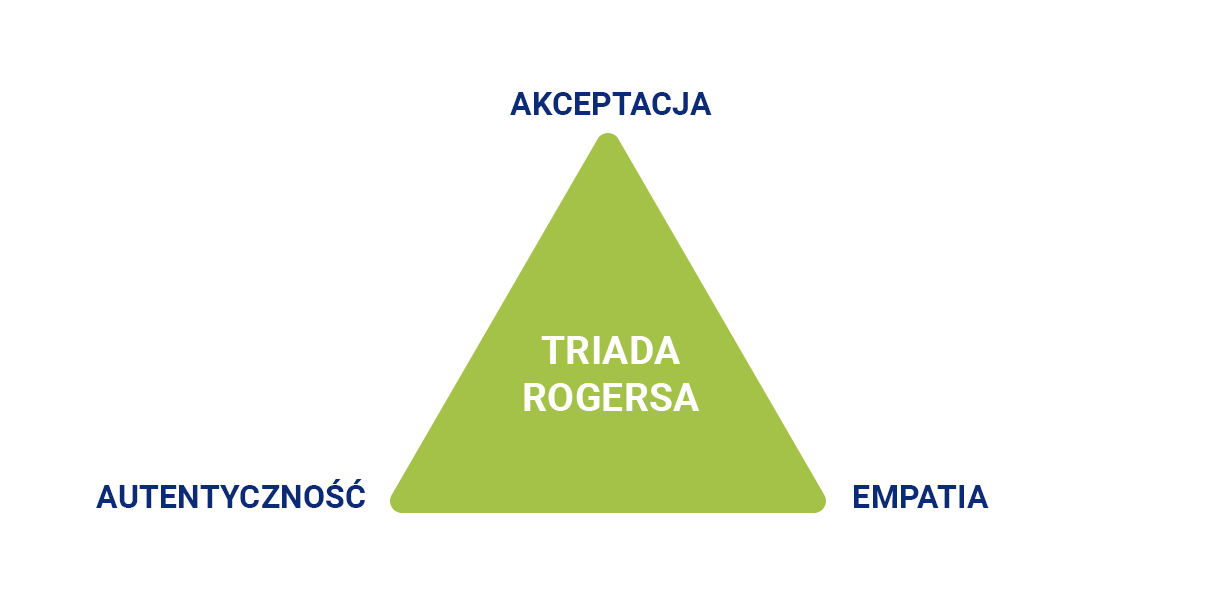 AKCEPTACJA
TRIADA
ROGERSA
AUTENTYCZNOŚĆ
EMPATIA